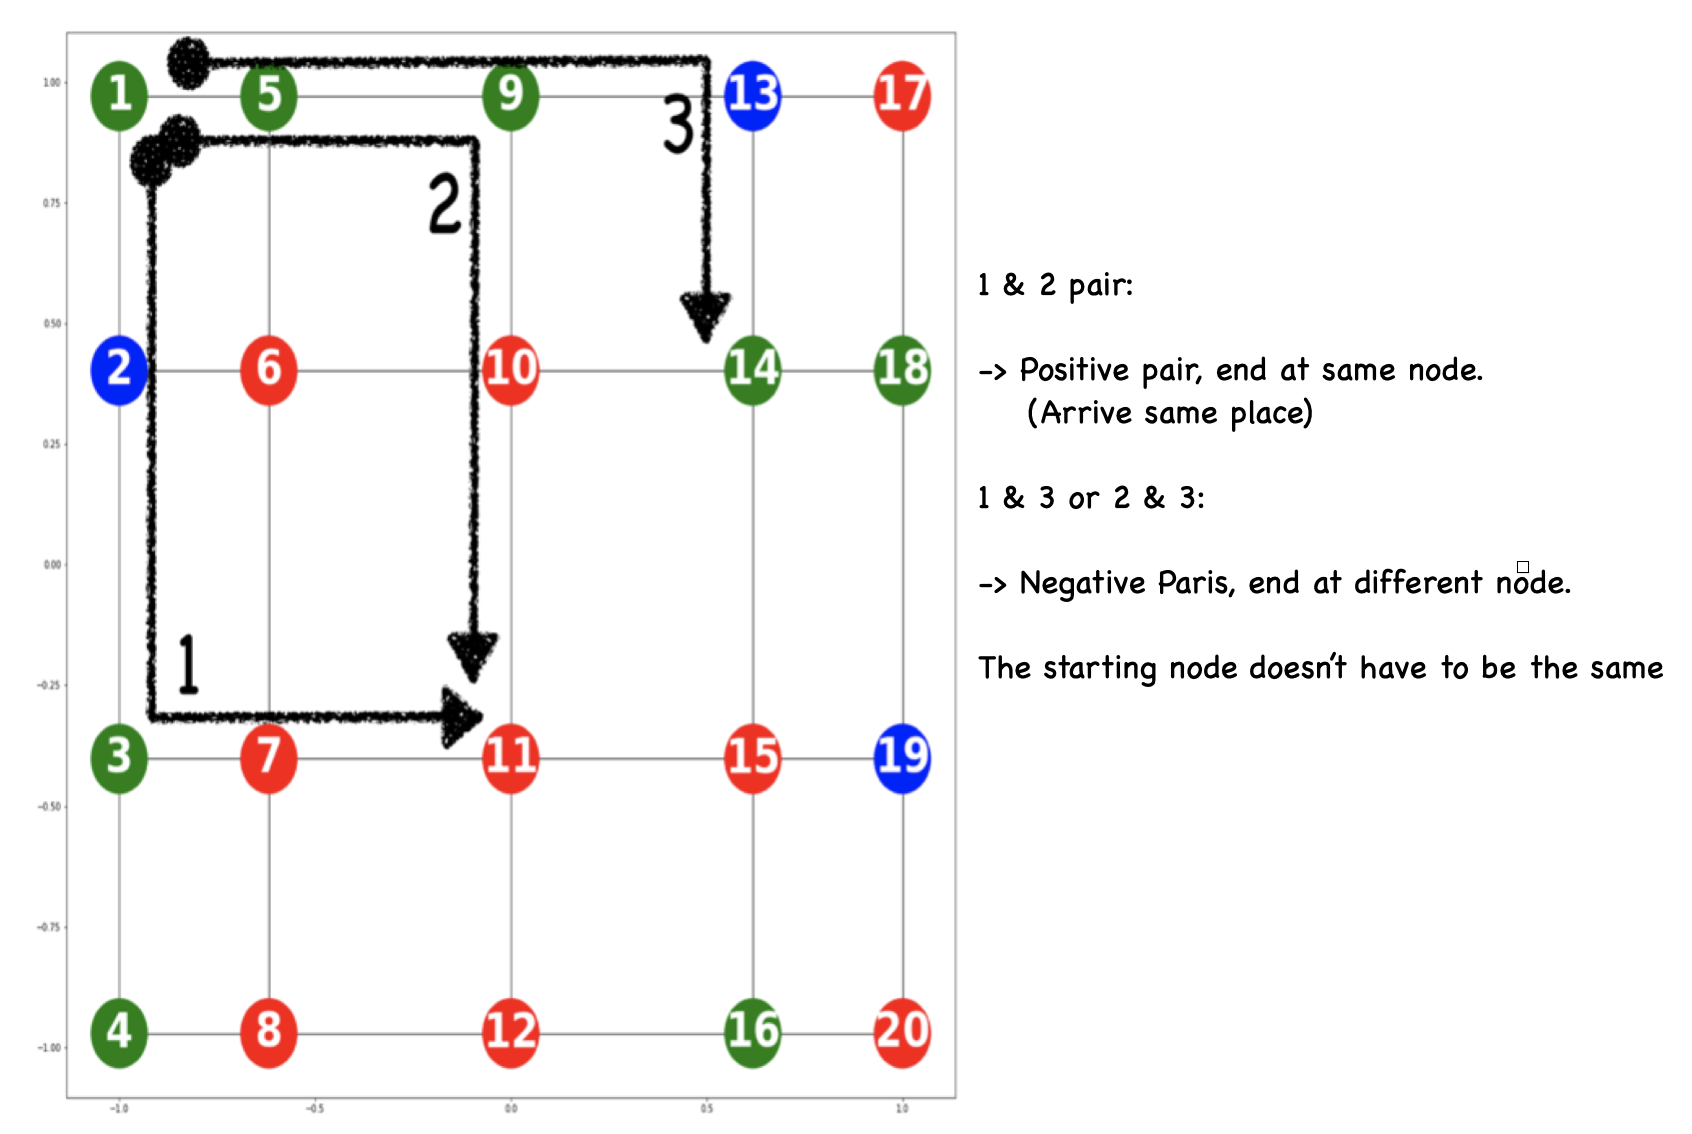 1.00
0.75
0.50
0.25
0.00
−0.25
−0.50
−0.75
−1.00
−1.0 −0.5 0.0 0.5 1.0
1 5 9 13 17
2 6 10 14 18
3 7 11 15 19
4 8 12 16 20
3
2
1
1 & 2 pair:
-> Positive pair, end at same node.
(Arrive same place)
1 & 3 or 2 & 3:
-> Negative Paris, end at different node.
The starting node doesn't have to be the same